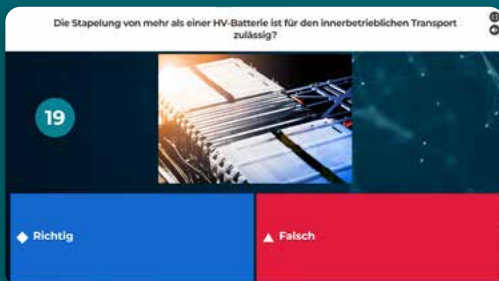 Die Stapelung von mehr als einer HV-Batterie ist für den innerbetrieblichen Transport
zulässig?
19
Richtig
Falsch